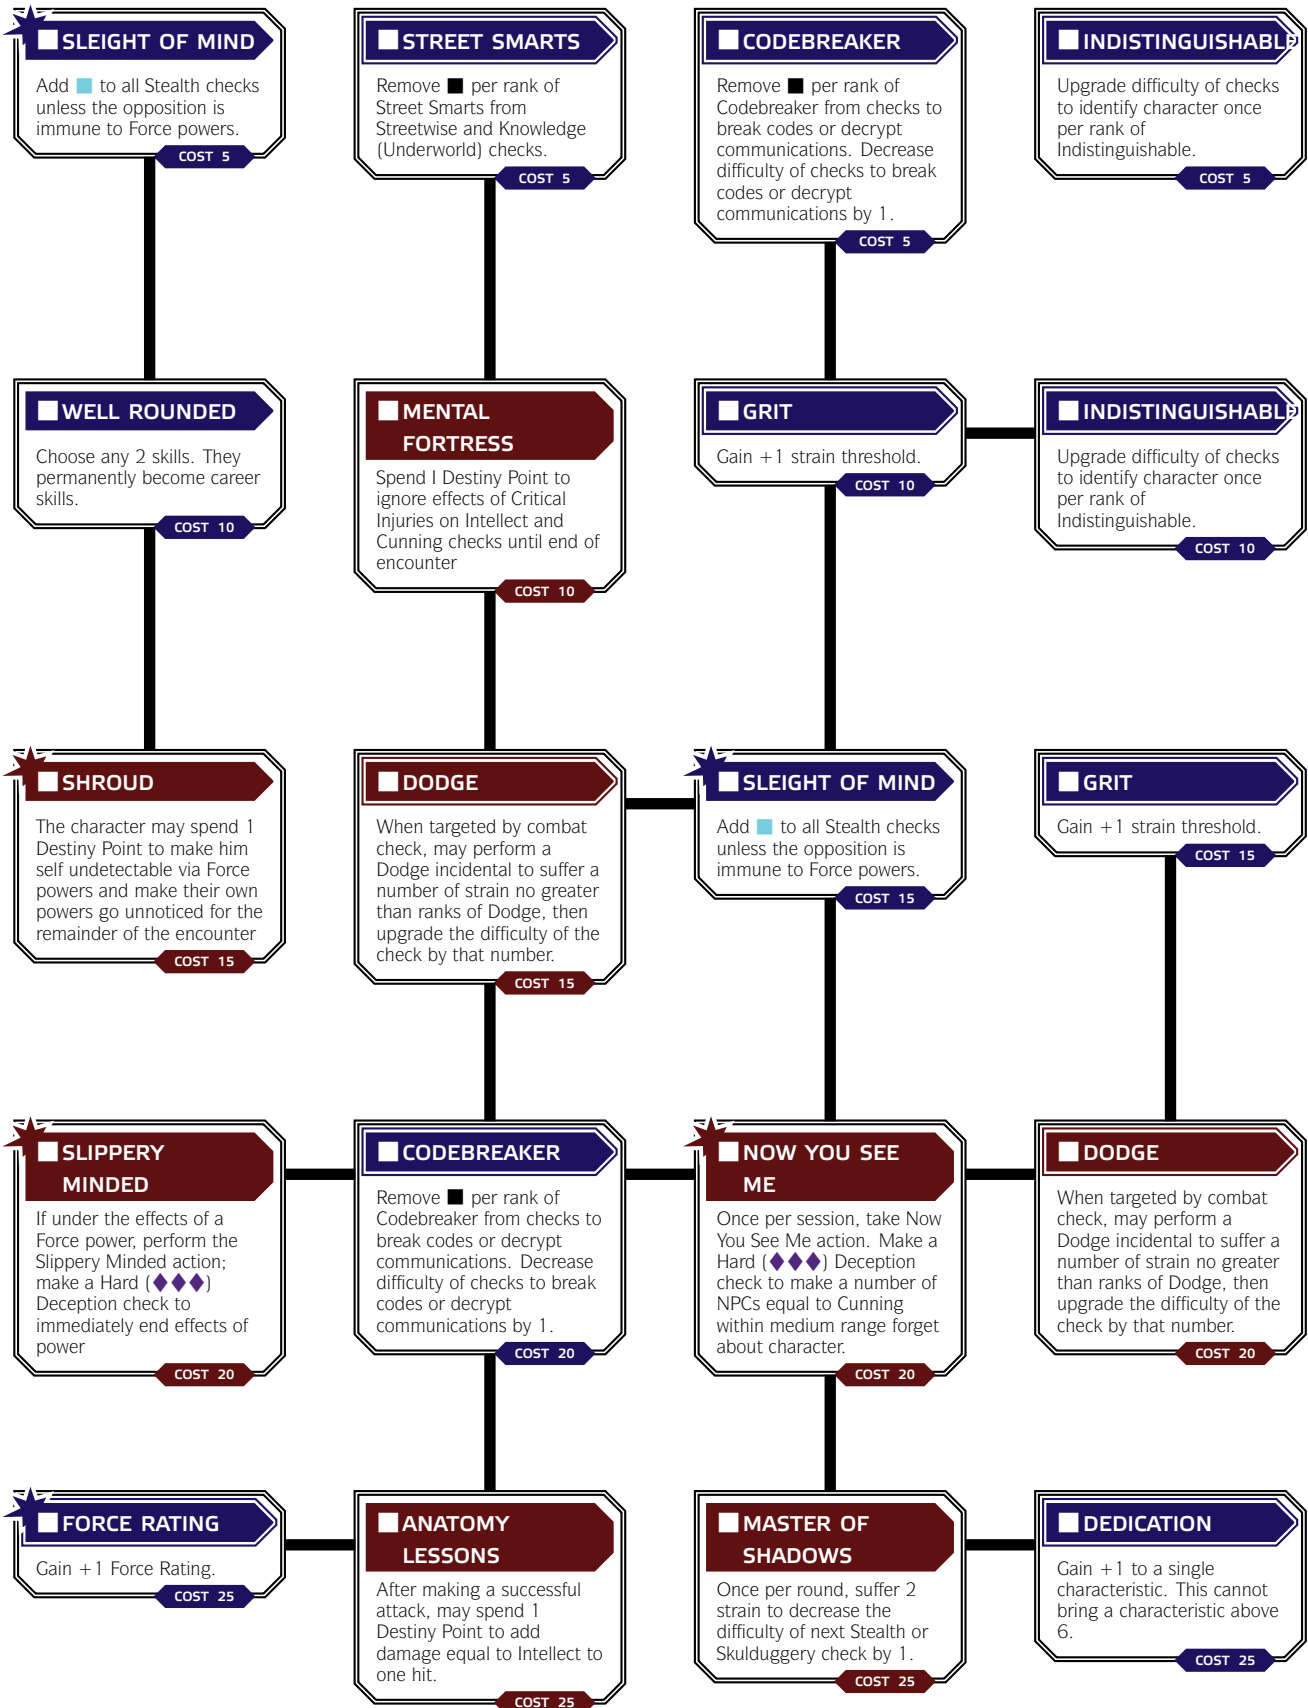 SLEIGHT OF MIND
Add to all Stealth checks
unless the opposition is
immune to Force powers.
COST 5
STREET SMARTS
Remove per rank of
Street Smarts from
Streetwise and Knowledge
(Underworld) checks.
COST 5
CODEBREAKER
Remove per rank of
Codebreaker from checks to
break codes or decrypt
communications. Decrease
difficulty of checks to break
codes or decrypt
communications by 1.
COST 5
INDISTINGUISHABLE
Upgrade difficulty of checks
to identify character once
per rank of
Indistinguishable.
COST 5
WELL ROUNDED
Choose any 2 skills. They
permanently become career
skills.
COST 10
MENTAL
FORTRESS
Spend I Destiny Point to
ignore effects of Critical
Injuries on Intellect and
Cunning checks until end of
encounter
COST 10
GRIT
Gain +1 strain threshold.
COST 10
INDISTINGUISHABLE
Upgrade difficulty of checks
to identify character once
per rank of
Indistinguishable.
COST 10
SHROUD
The character may spend 1
Destiny Point to make him
self undetectable via Force
powers and make their own
powers go unnoticed for the
remainder of the encounter
COST 15
DODGE
When targeted by combat
check, may perform a
Dodge incidental to suffer a
number of strain no greater
than ranks of Dodge, then
upgrade the difficulty of the
check by that number.
COST 15
SLEIGHT OF MIND
Add to all Stealth checks
unless the opposition is
immune to Force powers.
COST 15
GRIT
Gain +1 strain threshold.
COST 15
SLIPPERY
MINDED
If under the effects of a
Force power, perform the
Slippery Minded action;
make a Hard (◆◆◆)
Deception check to
immediately end effects of
power
COST 20
CODEBREAKER
Remove per rank of
Codebreaker from checks to
break codes or decrypt
communications. Decrease
difficulty of checks to break
codes or decrypt
communications by 1.
COST 20
NOW YOU SEE
ME
Once per session, take Now
You See Me action. Make a
Hard (◆◆◆) Deception
check to make a number of
NPCs equal to Cunning
within medium range forget
about character.
COST 20
DODGE
When targeted by combat
check, may perform a
Dodge incidental to suffer a
number of strain no greater
than ranks of Dodge, then
upgrade the difficulty of the
check by that number.
COST 20
FORCE RATING
Gain +1 Force Rating.
COST 25
ANATOMY
LESSONS
After making a successful
attack, may spend 1
Destiny Point to add
damage equal to Intellect to
one hit.
COST 25
MASTER OF
SHADOWS
Once per round, suffer 2
strain to decrease the
difficulty of next Stealth or
Skulduggery check by 1.
COST 25
DEDICATION
Gain +1 to a single
characteristic. This cannot
bring a characteristic above
6.
COST 25